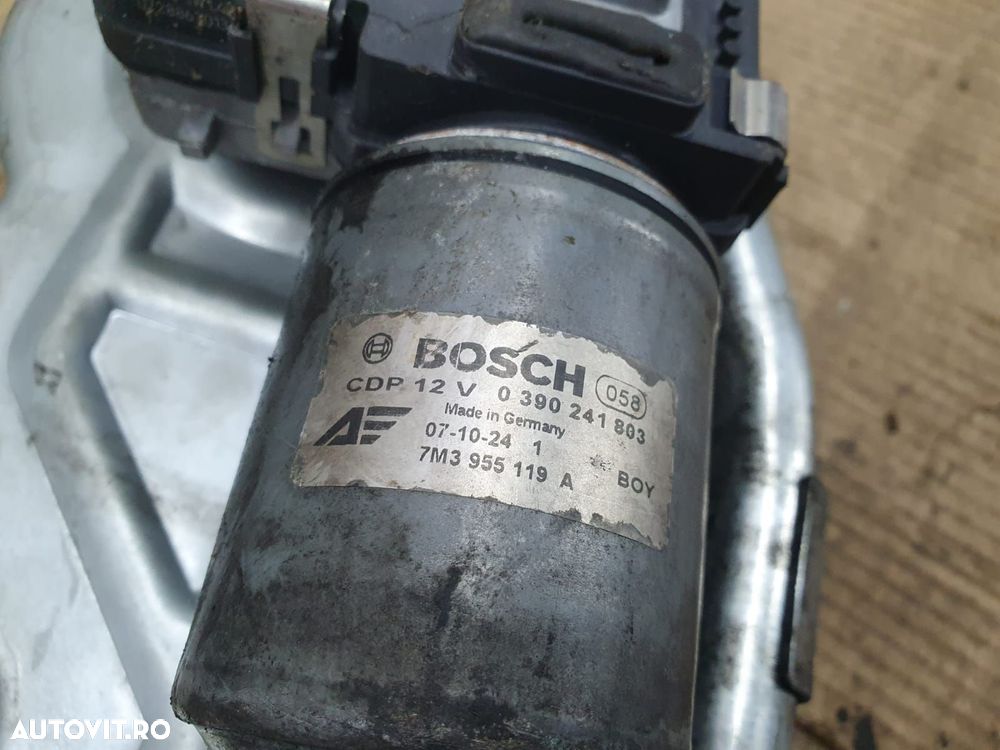 BOSCH
058
CDP 12 V 0 390 241 803
Made in Germany
AE
07-10-24 1
7M3 955 119 A
BOY
AUTOVIT.RO